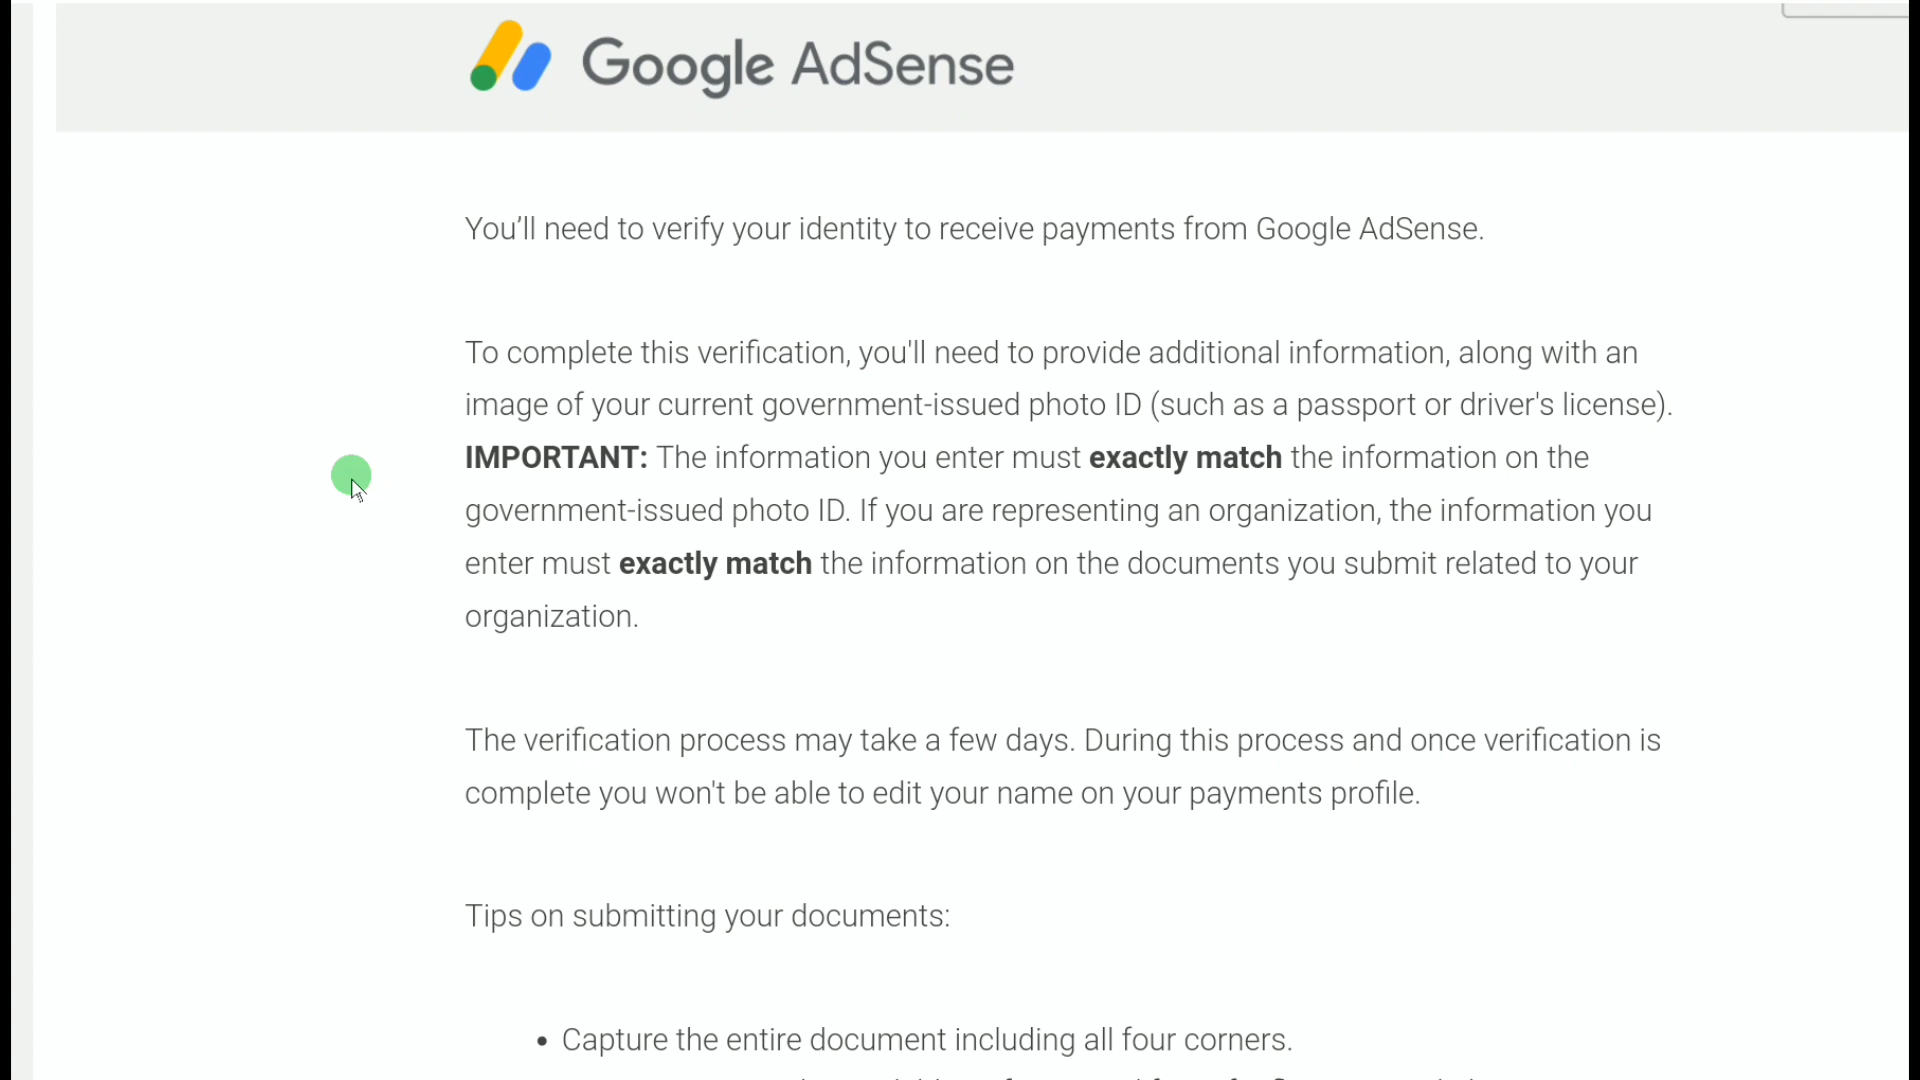 Google AdSense
You'll need to verify your identity to receive payments from Google AdSense.
To complete this verification, you'll need to provide additional information, along with an
image of your current government-issued photo ID (such as a passport or driver's license).
IMPORTANT: The information you enter must exactly match the information on the
government-issued photo ID. If you are representing an organization, the information you
enter must exactly match the information on the documents you submit related to your
organization.
The verification process may take a few days. During this process and once verification is
complete you won't be able to edit your name on your payments profile.
Tips on submitting your documents:
• Capture the entire document including all four corners.